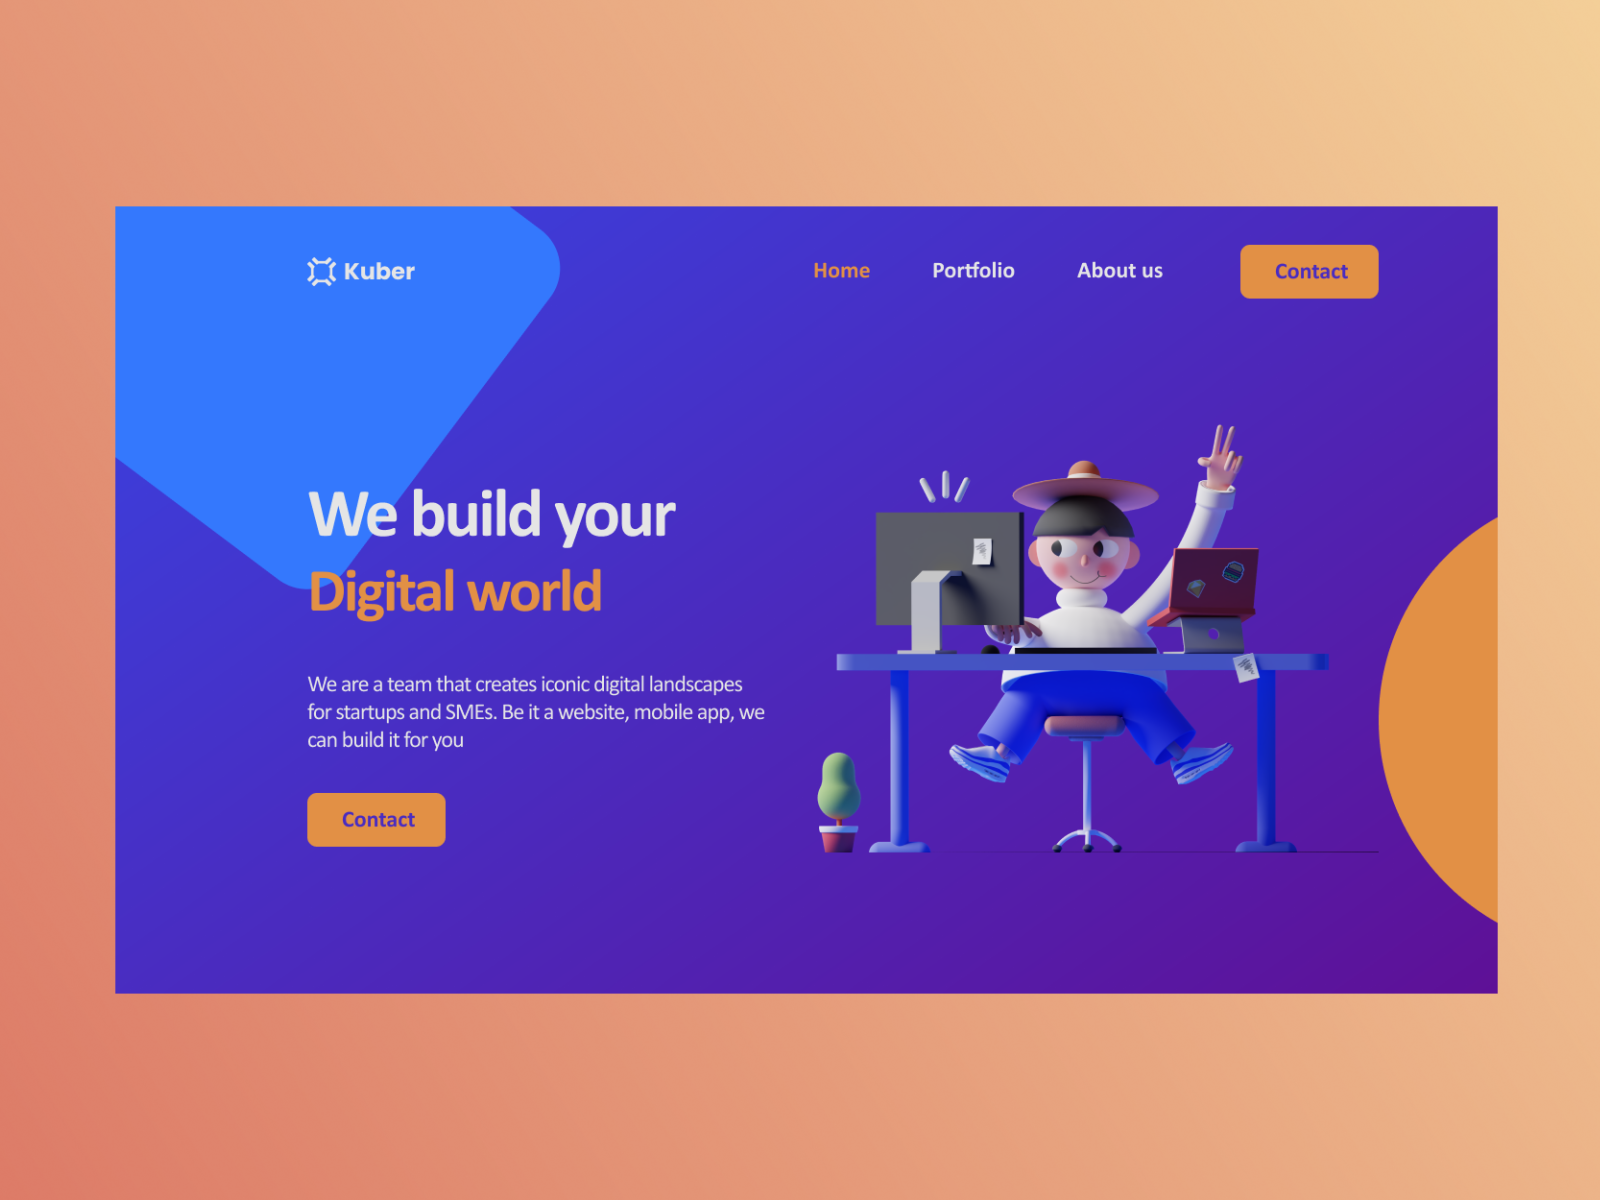 Kuber
Home Portfolio About us Contact
We build your
Digital world
We are a team that creates iconic digital landscapes
for startups and SMEs. Be it a website, mobile app, we
can build it for you
Contact